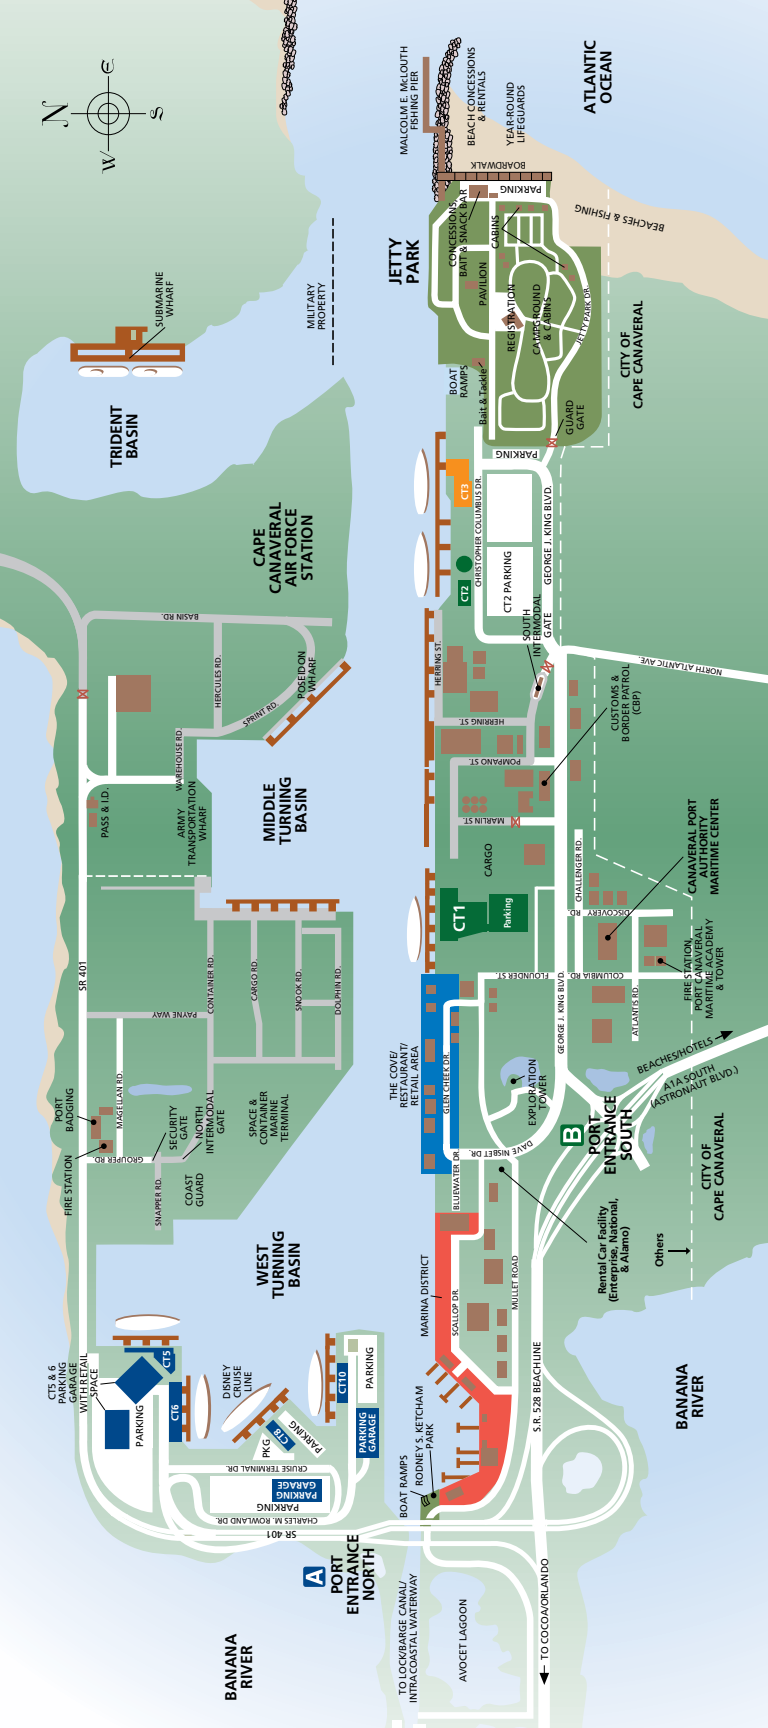 N
e
S
W
MALCOLM E. McLOUTH
FISHING PIER
BEACH CONCESSIONS
& RENTALS
YEAR-ROUND
LIFEGUARDS
ATLANTIC
OCEAN
BOARDWALK
PARKING
BEACHES & FISHING
CONCESSIONS,
BAIT & SNACK BAR
CABINS
JETTY
PARK
PAVILION
REGISTRATION
CAMPGROUND
& CABINS
JETTY PARK DR.
MILITARY
PROPERTY
SUBMARINE
WHARF
TRIDENT
BASIN
BOAT
RAMPS
Bait & Tackle
GUARD
GATE
CITY OF
CAPE CANAVERAL
PARKING
CT3
CHRISTOPHER COLUMBUS DR.
CT2
CT2 PARKING
GEORGE J. KING BLVD.
CAPE
CANAVERAL
AIR FORCE
STATION
BASIN RD.
HERCULES RD.
POSEIDON
WHARF
SPRINT RD.
WAREHOUSE RD.
SOUTH
INTERMODAL
GATE
HERRING ST.
HERRING ST.
NORTH ATLANTIC AVE.
CUSTOMS &
BORDER PATROL
(CBP)
POMPANO ST.
MARLIN ST.
PASS & I.D.
ARMY
TRANSPORTATION
WHARF
MIDDLE
TURNING
BASIN
CARGO
CT1
Parking
CHALLENGER RD.
DISCOVERY RD.
CANAVERAL PORT
AUTHORITY
MARITIME CENTER
FIRE STATION,
PORT CANAVERAL
MARITIME ACADEMY
& TOWER
COLUMBIA RD.
ATLANTIS RD.
FLOUNDER ST.
GEORGE J. KING BLVD.
SR 401
CONTAINER RD.
CARGO RD.
SNOOK RD.
DOLPHIN RD.
PAYNE WAY
MAGELLAN RD.
PORT
BADGING
FIRE STATION
GROUPER RD.
SNAPPER RD.
SECURITY
GATE
NORTH
INTERMODAL
GATE
COAST
GUARD
SPACE &
CONTAINER
MARINE
TERMINAL
THE COVE/
RESTAURANT/
RETAIL AREA
GLEN CHEEK DR.
EXPLORATION
TOWER
DAVE NISBET DR.
BLUEWATER DR.
B
PORT
ENTRANCE
SOUTH
BEACHES/HOTELS
A1A SOUTH
(ASTRONAUT BLVD.)
CITY OF
CAPE CANAVERAL
Rental Car Facility
(Enterprise, National,
& Alamo)
Others
WEST
TURNING
BASIN
MARINA DISTRICT
SCALLOP DR.
MULLET ROAD
S.R. 528 BEACHLINE
BANANA
RIVER
CT5 & 6
PARKING
GARAGE
WITH RETAIL
SPACE
CT5
CT6
PARKING
DISNEY
CRUISE
LINE
CT8
PKG
PARKING
CT10
PARKING
PARKING
GARAGE
CRUISE TERMINAL DR.
PARKING
GARAGE
PARKING
CHARLES M. ROWLAND DR.
SR 401
BOAT RAMPS
RODNEY S. KETCHAM
PARK
A
PORT
ENTRANCE
NORTH
BANANA
RIVER
TO LOCK/BARGE CANAL/
INTRACOASTAL WATERWAY
AVOCET LAGOON
TO COCOA/ORLANDO